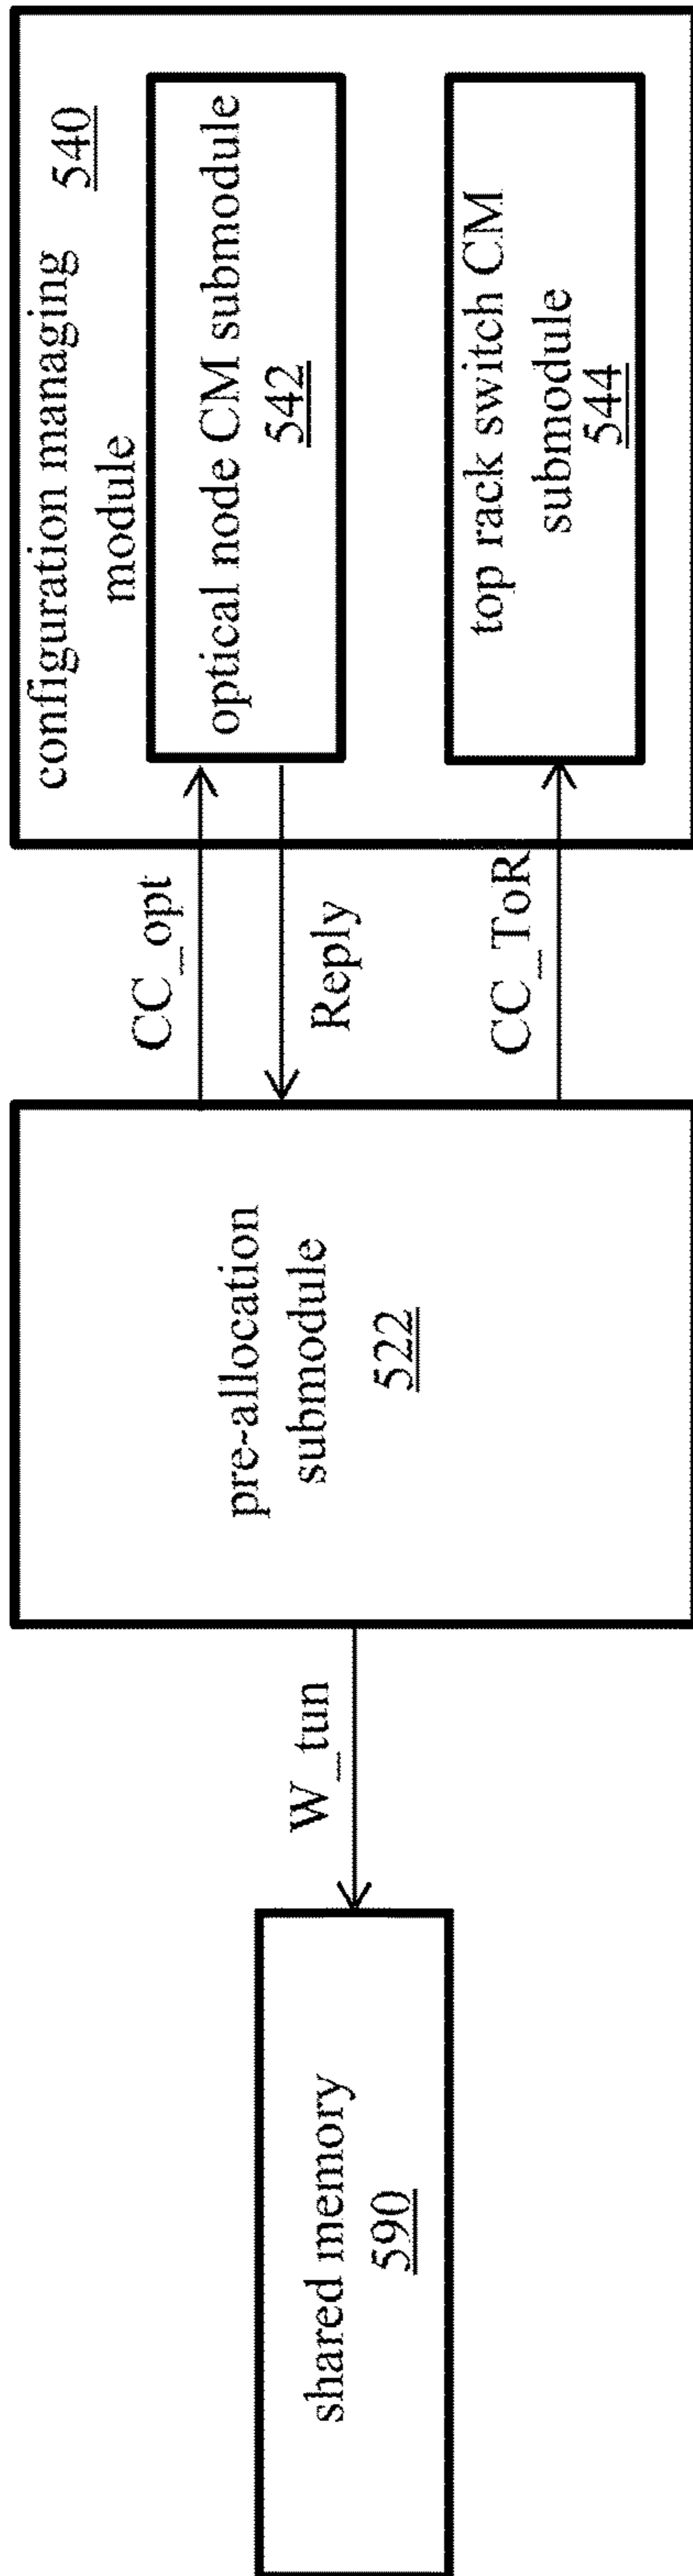 shared memory
590
W_tun
pre-allocation
submodule
522
CC_opt
Reply
CC_ToR
configuration managing
module
540
optical node CM submodule
542
top rack switch CM
submodule
544